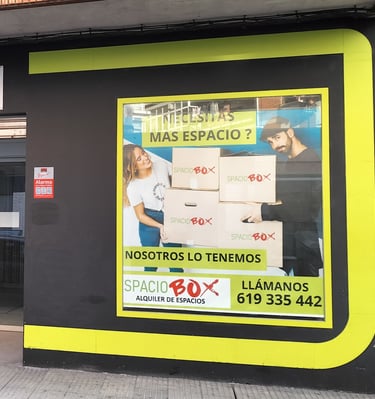 NECESITAS
MAS ESPACIO ?
SPACIO BOX
SPACIO BOX
SPACIO BOX
SPACIO BOX
NOSOTROS LO TENEMOS
SPACIO BOX
ALQUILER DE ESPACIOS
LLÁMANOS
619 335 442
Alarma